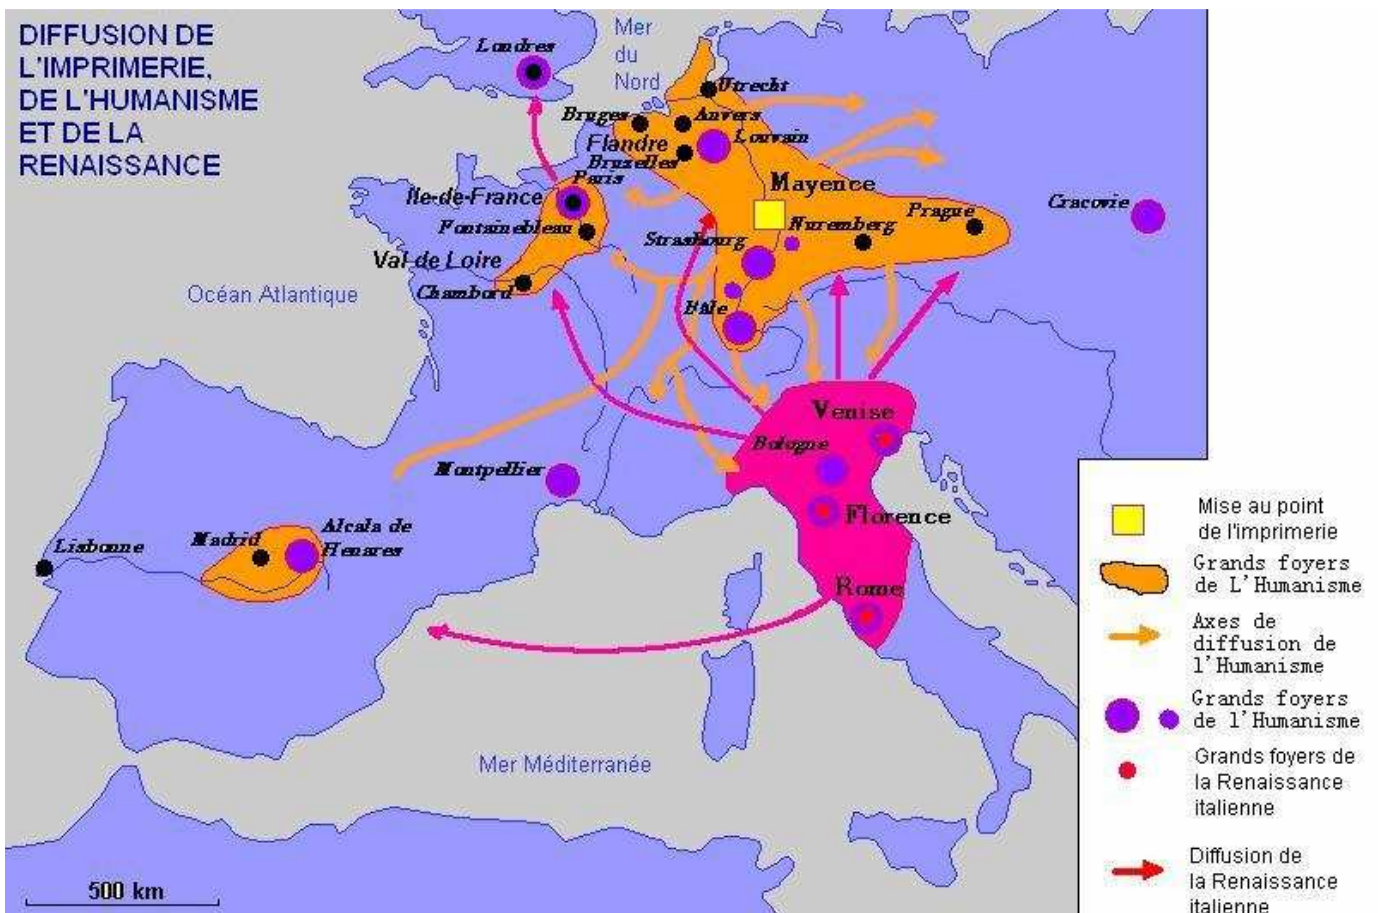 DIFFUSION DE
L'IMPRIMERIE,
DE L'HUMANISME
ET DE LA
RENAISSANCE
Mer
du
Nord
Londres
Utrecht
Bruges
Anvers
Flandre
Louvain
Bruxelles
Paris
Mayence
Île-de-France
Cracovie
Prague
Nuremberg
Fontainebleau
Strasbourg
Val de Loire
Chambord
Océan Atlantique
Bâle
Venise
Bologne
Montpellier
Florence
Alcala de
Henares
Madrid
Lisbonne
Rome
Mer Méditerranée
500 km
Mise au point
de l'imprimerie
Grands foyers
de L'Humanisme
Axes de
diffusion de
l'Humanisme
Grands foyers
de l'Humanisme
Grands foyers de
la Renaissance
italienne
Diffusion de
la Renaissance
italienne